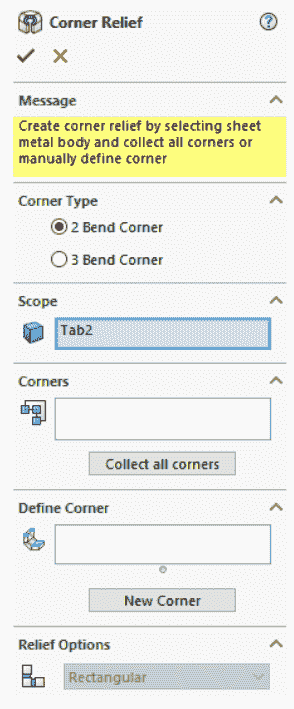 Corner Relief
Message
Create corner relief by selecting sheet
metal body and collect all corners or
manually define corner
Corner Type
2 Bend Corner
3 Bend Corner
Scope
Tab2
Corners
Collect all corners
Define Corner
New Corner
Relief Options
Rectangular